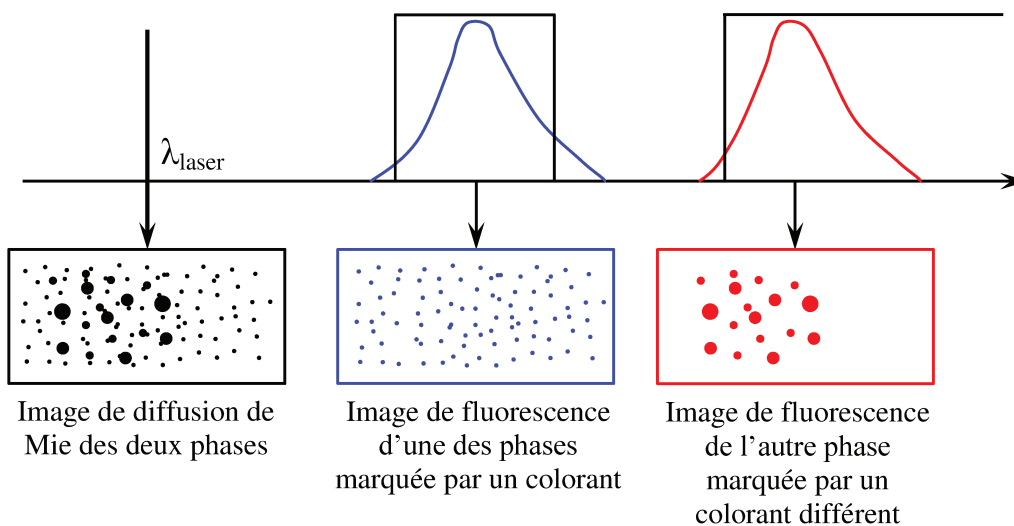 λlaser
Image de diffusion de
Mie des deux phases
Image de fluorescence
d’une des phases
marquée par un colorant
Image de fluorescence
de l’autre phase
marquée par un
colorant différent